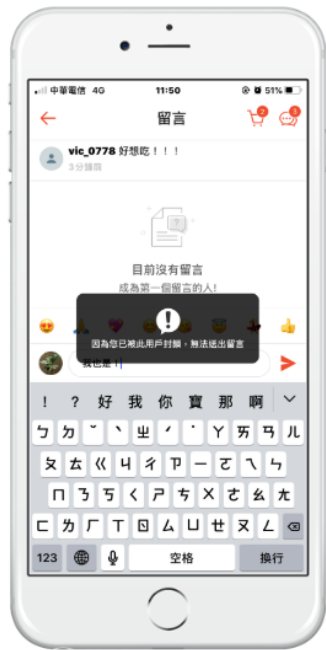 中華電信 4G 11:50 51%
留言 2 3
vic_0778 好想吃！！！
3 分鐘前
目前沒有留言
成為第一個留言的人!
因為您已被此用戶封鎖，無法送出留言
我也是！
! ? 好 我 你 寶 那 啊
ㄅ ㄉ ˇ ˋ ㄓ ˊ ˙ ㄚ ㄞ ㄢ ㄦ
ㄆ ㄊ ㄍ ㄐ ㄔ ㄗ ㄧ ㄛ ㄟ ㄣ
ㄇ ㄋ ㄎ ㄑ ㄕ ㄘ ㄨ ㄜ ㄠ ㄤ
ㄈ ㄌ ㄏ ㄒ ㄖ ㄙ ㄩ ㄝ ㄡ ㄥ
123 空格 換行